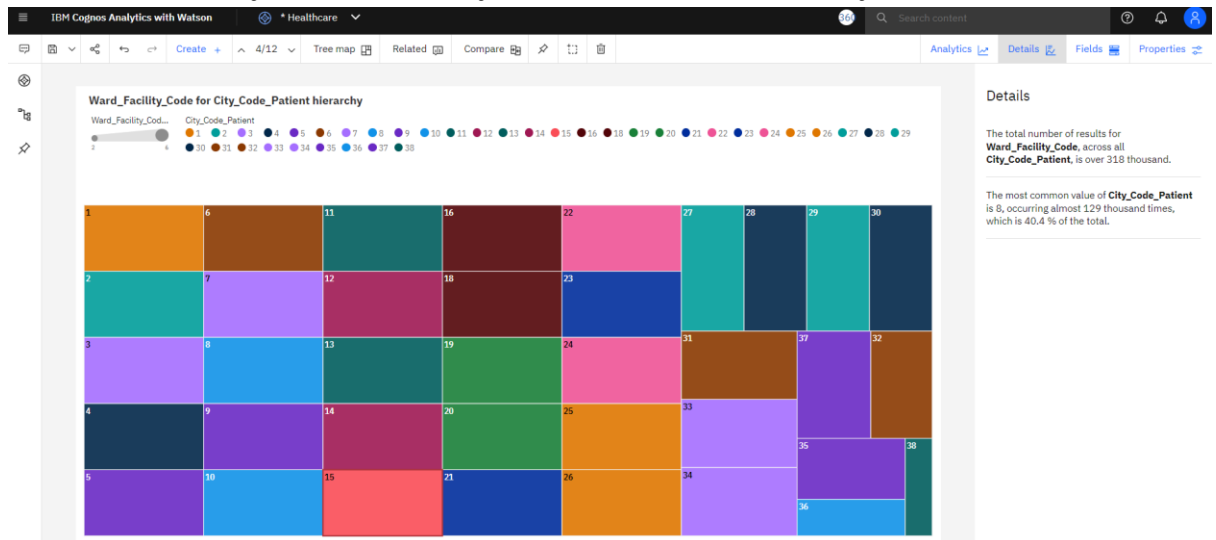 IBM Cognos Analytics with Watson
* Healthcare
360
Search content
Create +
4/12
Tree map
Related
Compare
Analytics
Details
Fields
Properties
Ward_Facility_Code for City_Code_Patient hierarchy
Ward_Facility_Cod...
City_Code_Patient
2 6
1 2 3 4 5 6 7 8 9 10 11 12 13 14 15 16 18 19 20 21 22 23 24 25 26 27 28 29
30 31 32 33 34 35 36 37 38
1 6 11 16 22 27 28 29 30
2 7 12 18 23
3 8 13 19 24 31 37 32
4 9 14 20 25 33
5 10 15 21 26 34 35 38
36
Details
The total number of results for
Ward_Facility_Code, across all
City_Code_Patient, is over 318 thousand.
The most common value of City_Code_Patient
is 8, occurring almost 129 thousand times,
which is 40.4 % of the total.